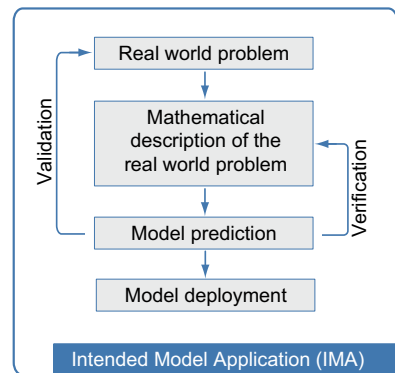 Real world problem
Mathematical
description of the
real world problem
Validation
Verification
Model prediction
Model deployment
Intended Model Application (IMA)